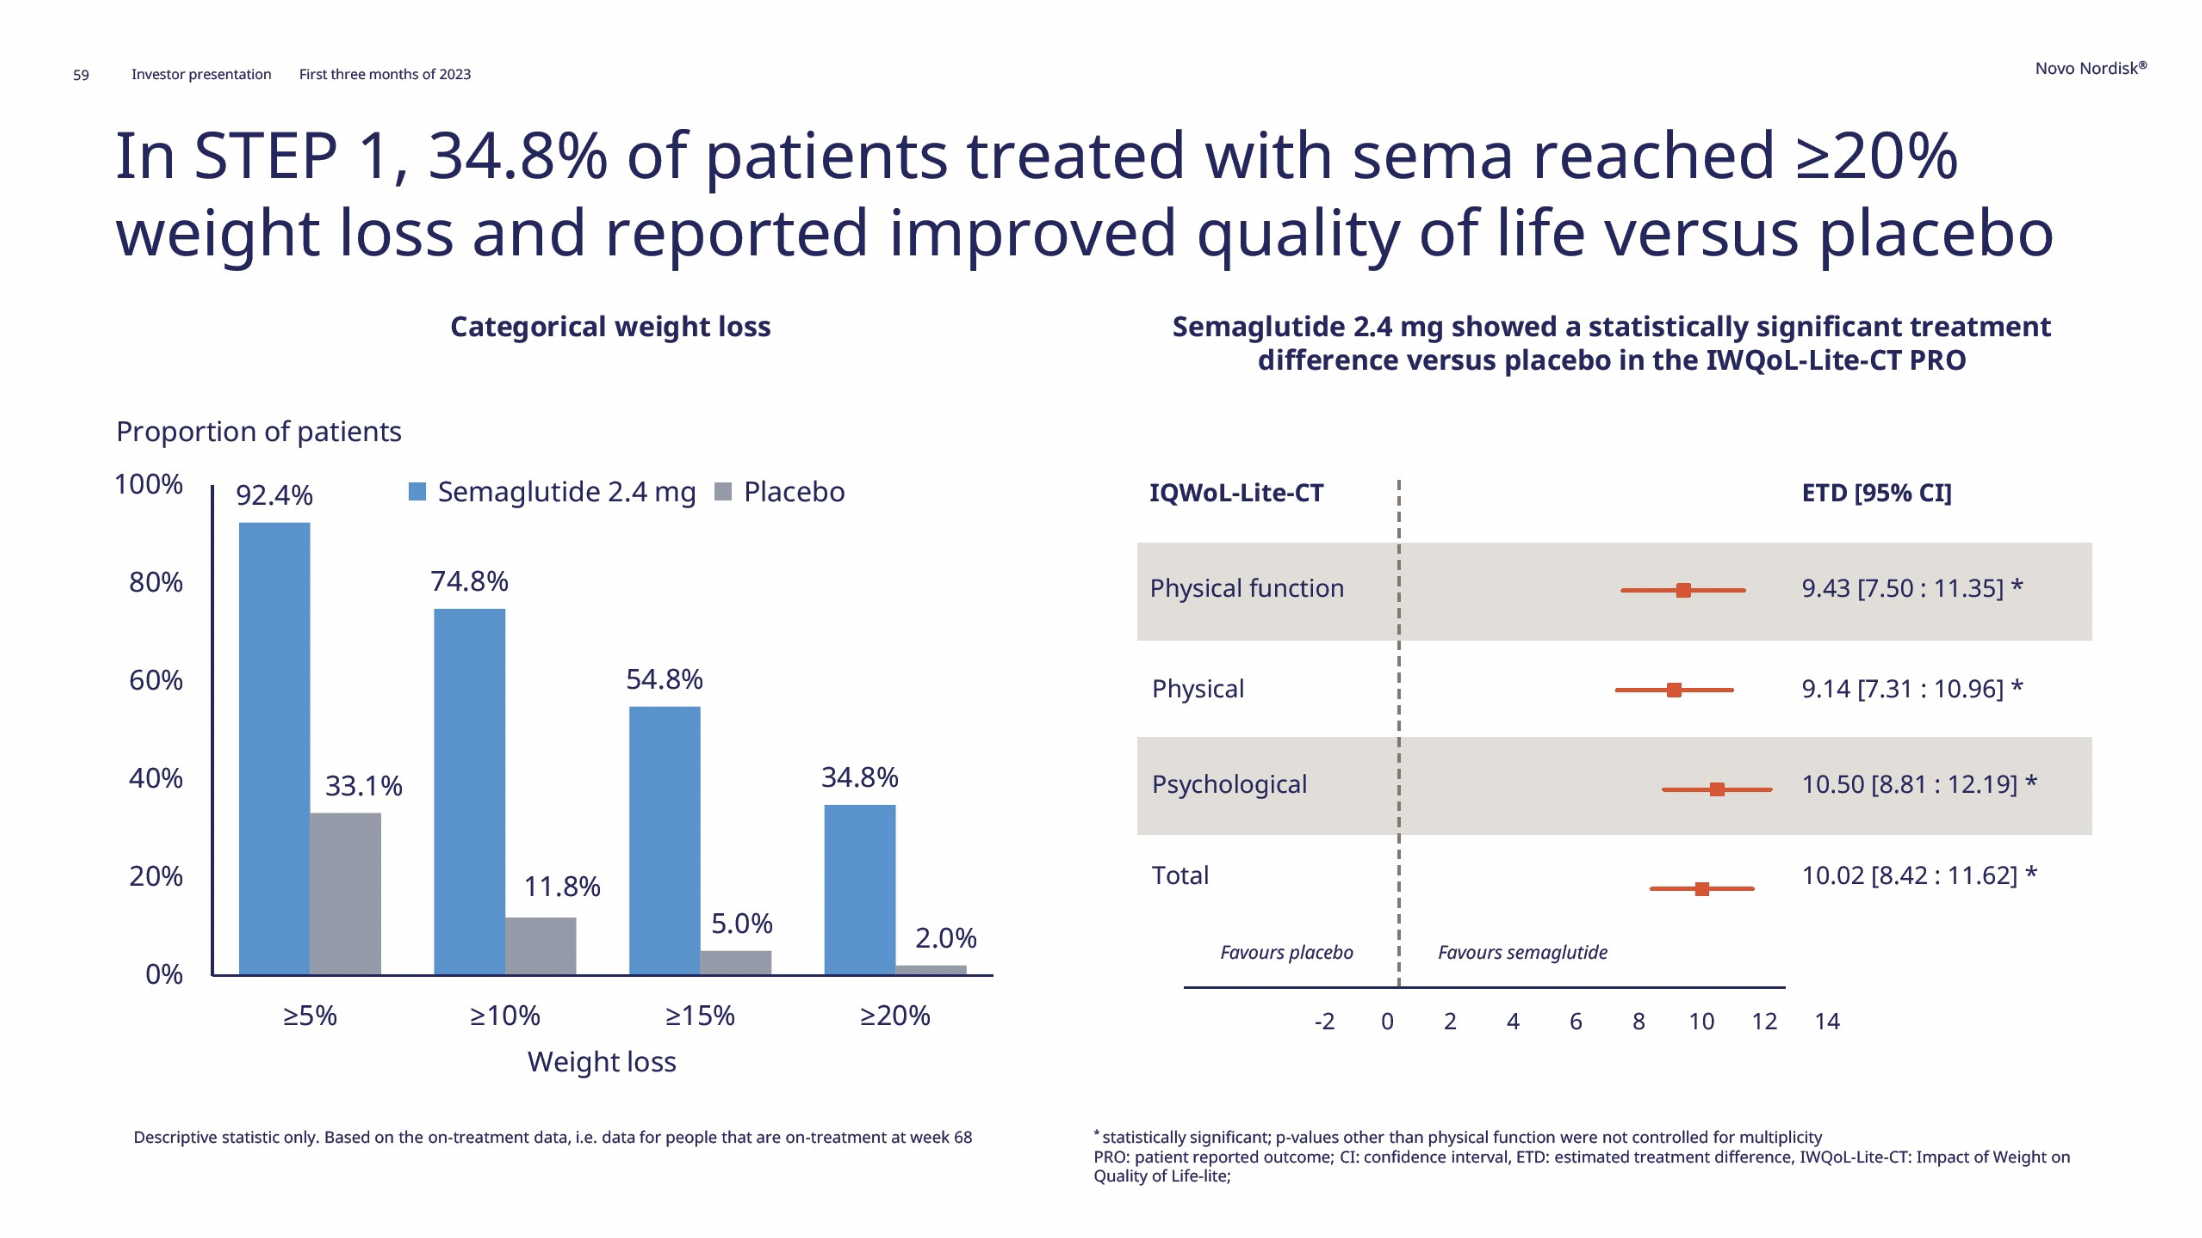 59 Investor presentation First three months of 2023
Novo Nordisk®
In STEP 1, 34.8% of patients treated with sema reached ≥20%
weight loss and reported improved quality of life versus placebo
Categorical weight loss
Proportion of patients
Semaglutide 2.4 mg Placebo
100%
80%
60%
40%
20%
0%
92.4%
33.1%
74.8%
11.8%
54.8%
5.0%
34.8%
2.0%
≥5% ≥10% ≥15% ≥20%
Weight loss
Descriptive statistic only. Based on the on-treatment data, i.e. data for people that are on-treatment at week 68
Semaglutide 2.4 mg showed a statistically significant treatment
difference versus placebo in the IWQoL-Lite-CT PRO
IQWoL-Lite-CT ETD [95% CI]
Physical function 9.43 [7.50 : 11.35] *
Physical 9.14 [7.31 : 10.96] *
Psychological 10.50 [8.81 : 12.19] *
Total 10.02 [8.42 : 11.62] *
Favours placebo Favours semaglutide
-2 0 2 4 6 8 10 12 14
* statistically significant; p-values other than physical function were not controlled for multiplicity
PRO: patient reported outcome; CI: confidence interval, ETD: estimated treatment difference, IWQoL-Lite-CT: Impact of Weight on
Quality of Life-lite;